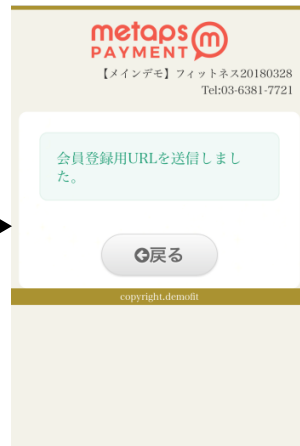 metaps
PAYMENT
【メインデモ】フィットネス20180328
Tel:03-6381-7721
会員登録用URLを送信しまし
た。
戻る
copyright.demofit